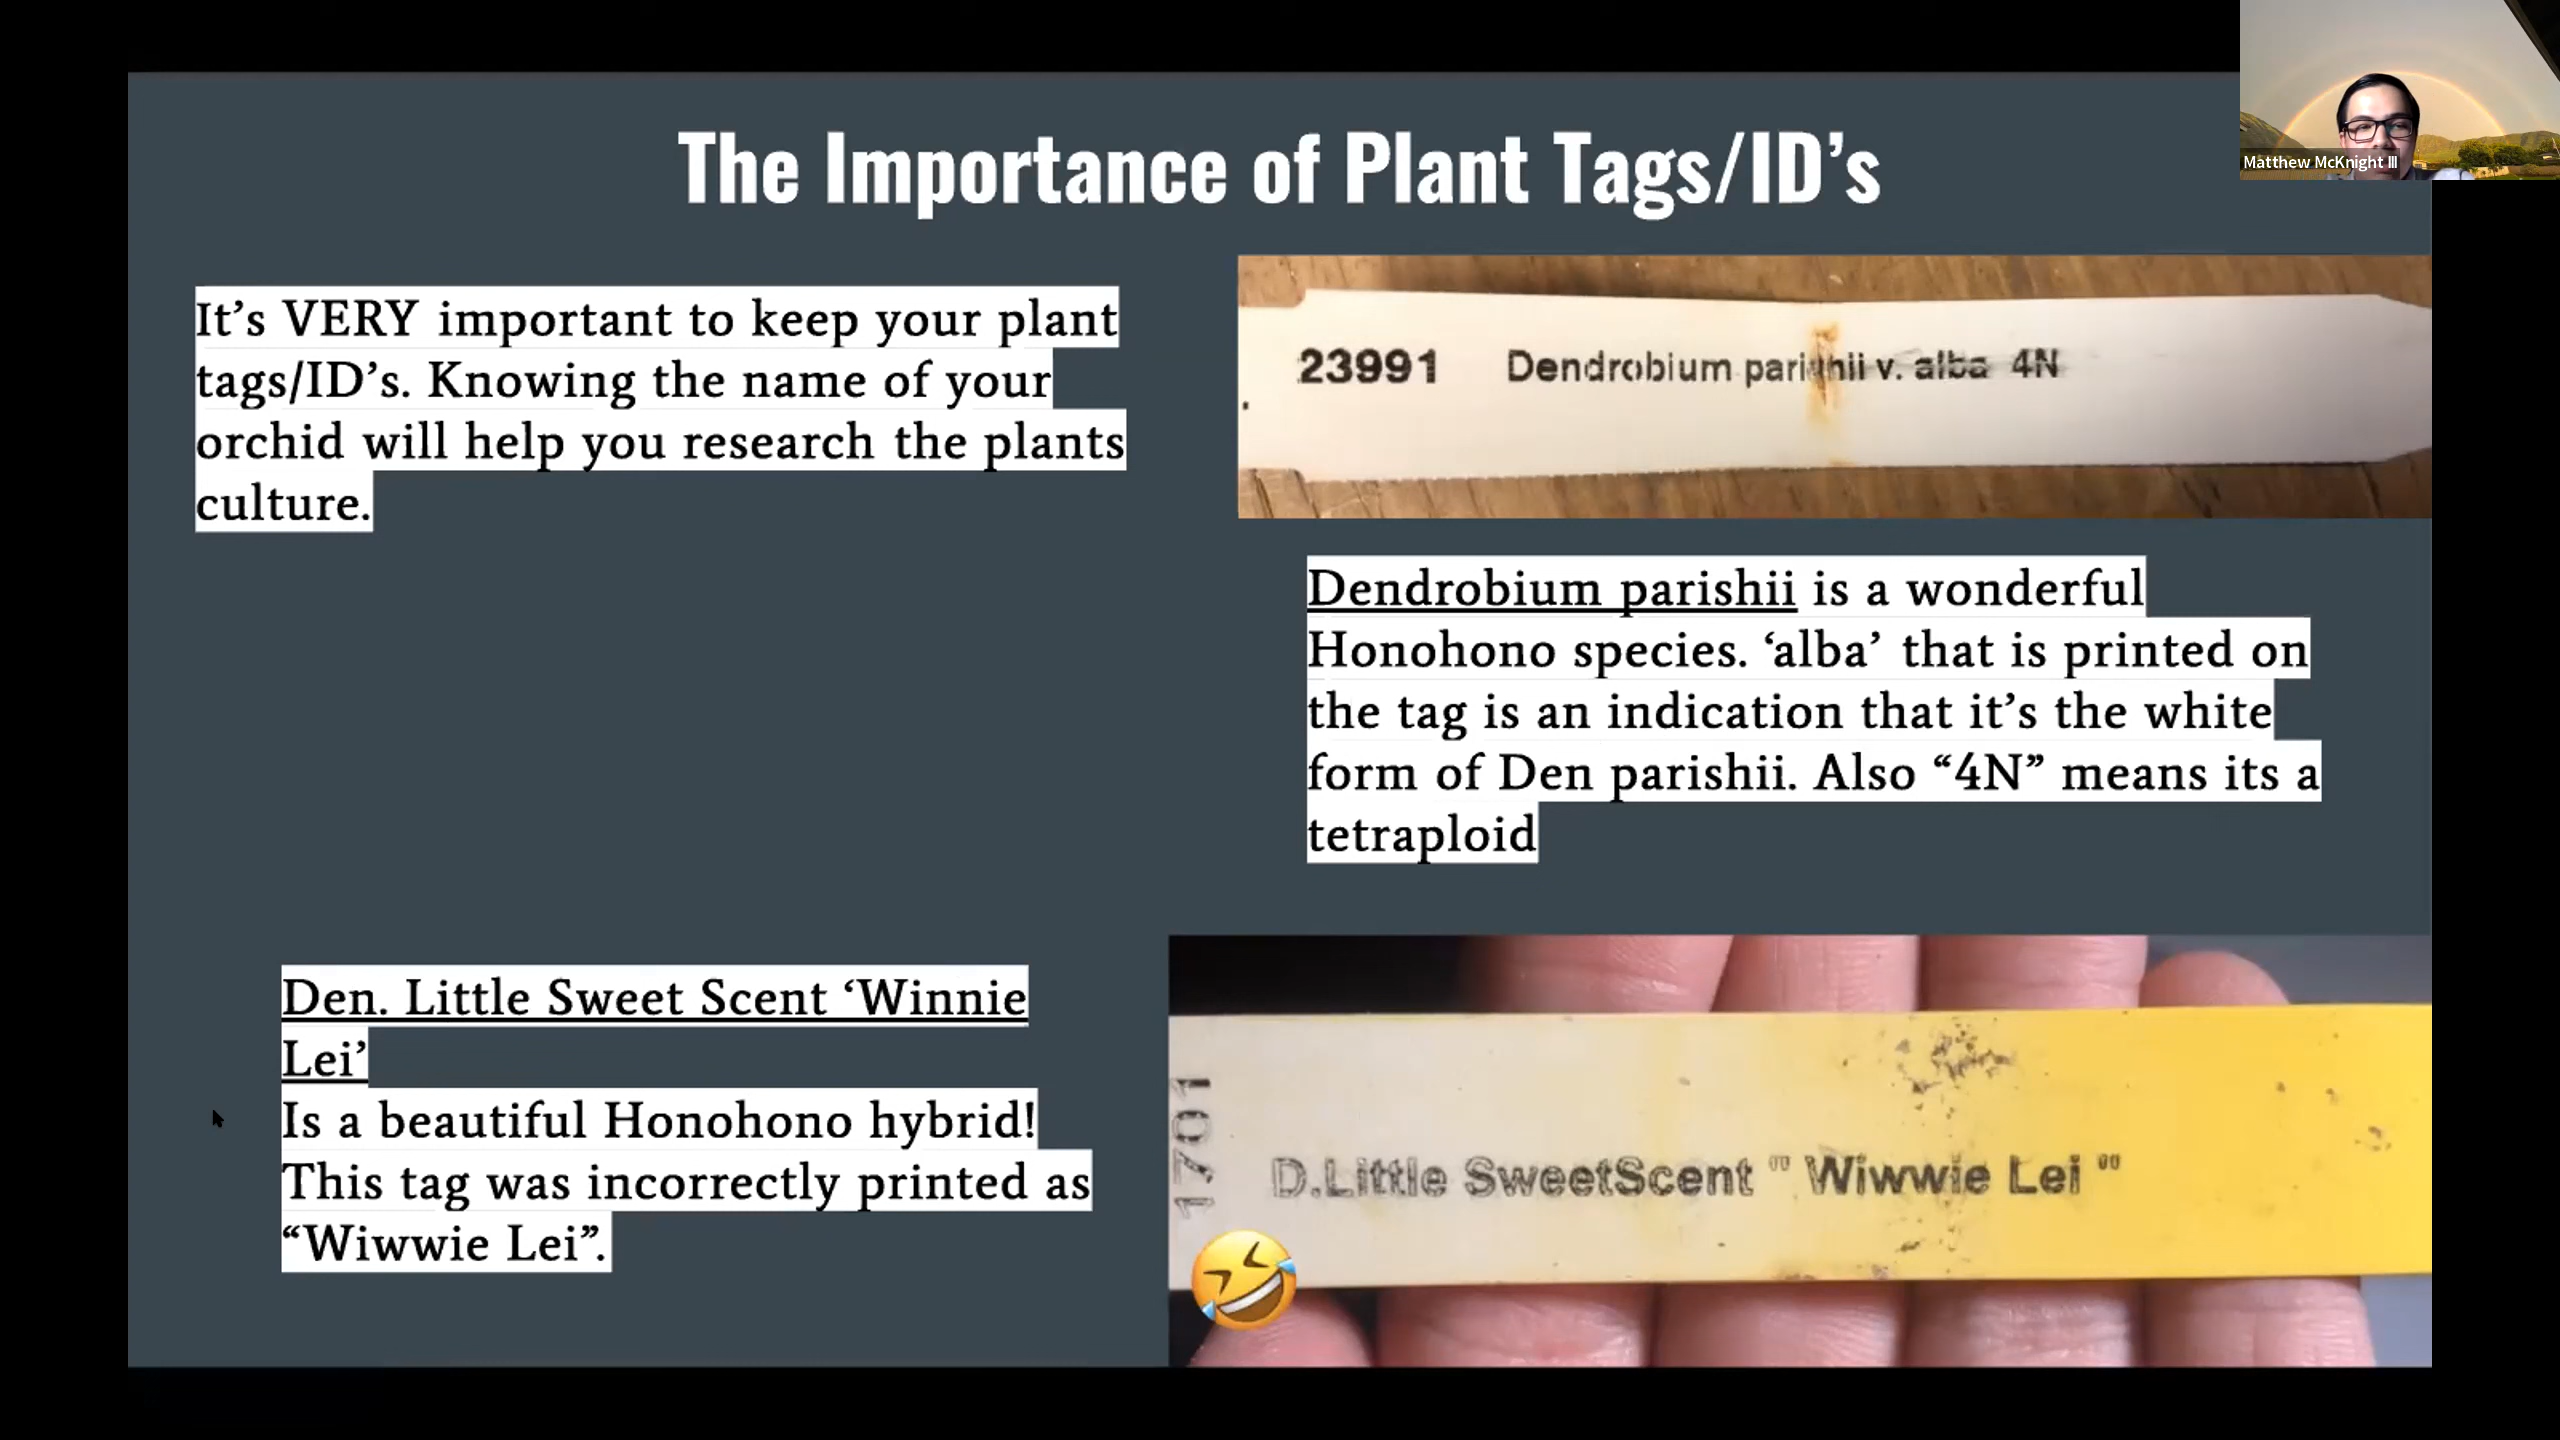 The Importance of Plant Tags/ID’s
Matthew McKnight III
It’s VERY important to keep your plant
tags/ID’s. Knowing the name of your
orchid will help you research the plants
culture.
23991 Dendrobium parishii v. alba 4N
Dendrobium parishii is a wonderful
Honohono species. ‘alba’ that is printed on
the tag is an indication that it’s the white
form of Den parishii. Also “4N” means its a
tetraploid
Den. Little Sweet Scent ‘Winnie
Lei’
Is a beautiful Honohono hybrid!
This tag was incorrectly printed as
“Wiwwie Lei”.
1701
D.Little SweetScent " Wiwwie Lei "